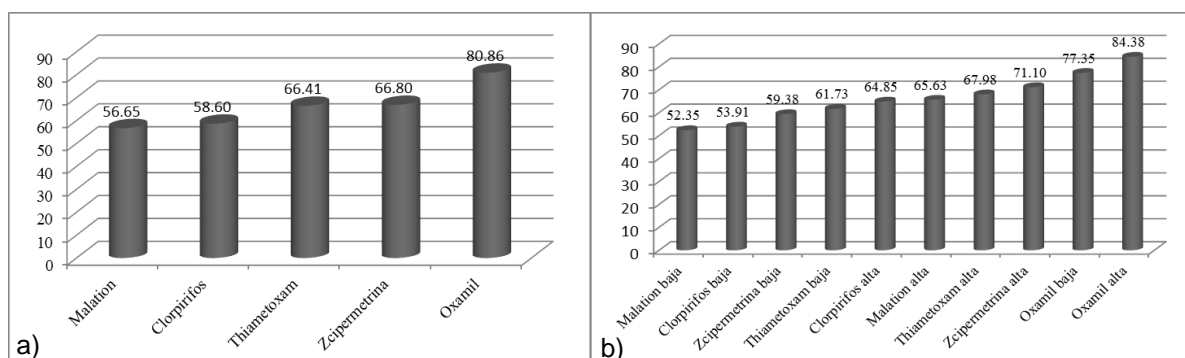 90
80
70
60
50
40
30
20
10
0
56.65
58.60
66.41
66.80
80.86
Malation
Clorpirifos
Thiametoxam
Zcipermetrina
Oxamil
a)
90
80
70
60
50
40
30
20
10
0
52.35
53.91
59.38
61.73
64.85
65.63
67.98
71.10
77.35
84.38
Malation baja
Clorpirifos baja
Zcipermetrina baja
Thiametoxam baja
Clorpirifos alta
Malation alta
Thiametoxam alta
Zcipermetrina alta
Oxamil baja
Oxamil alta
b)